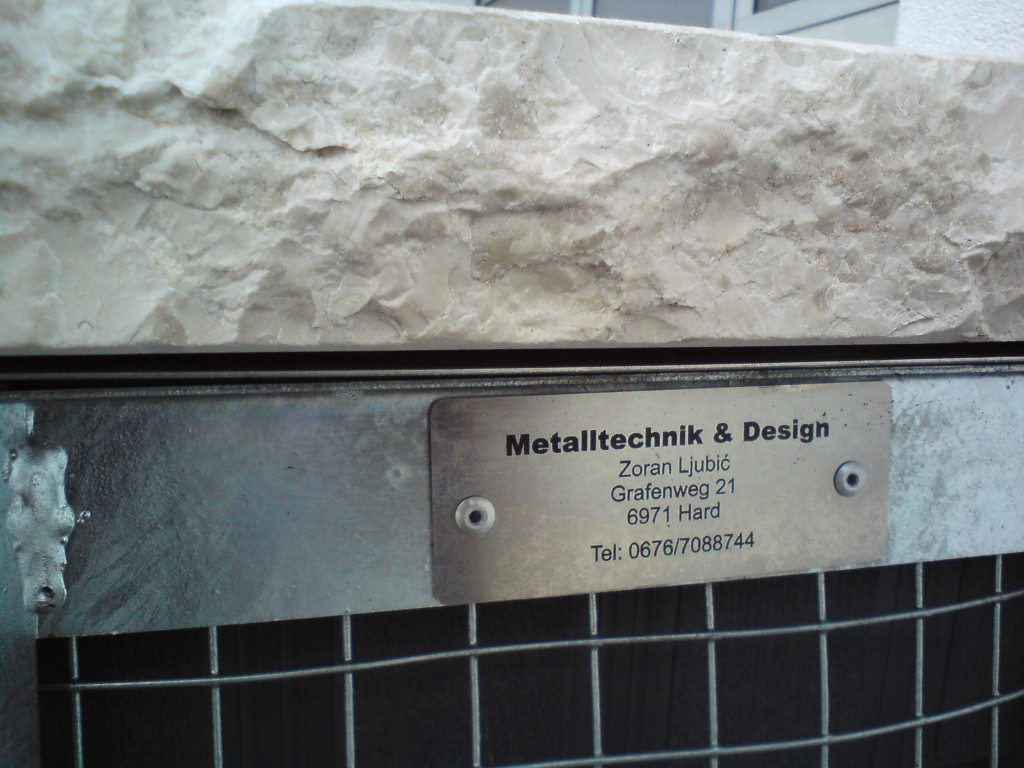 Metalltechnik & Design
Zoran Ljubić
Grafenweg 21
6971 Hard
Tel: 0676/7088744